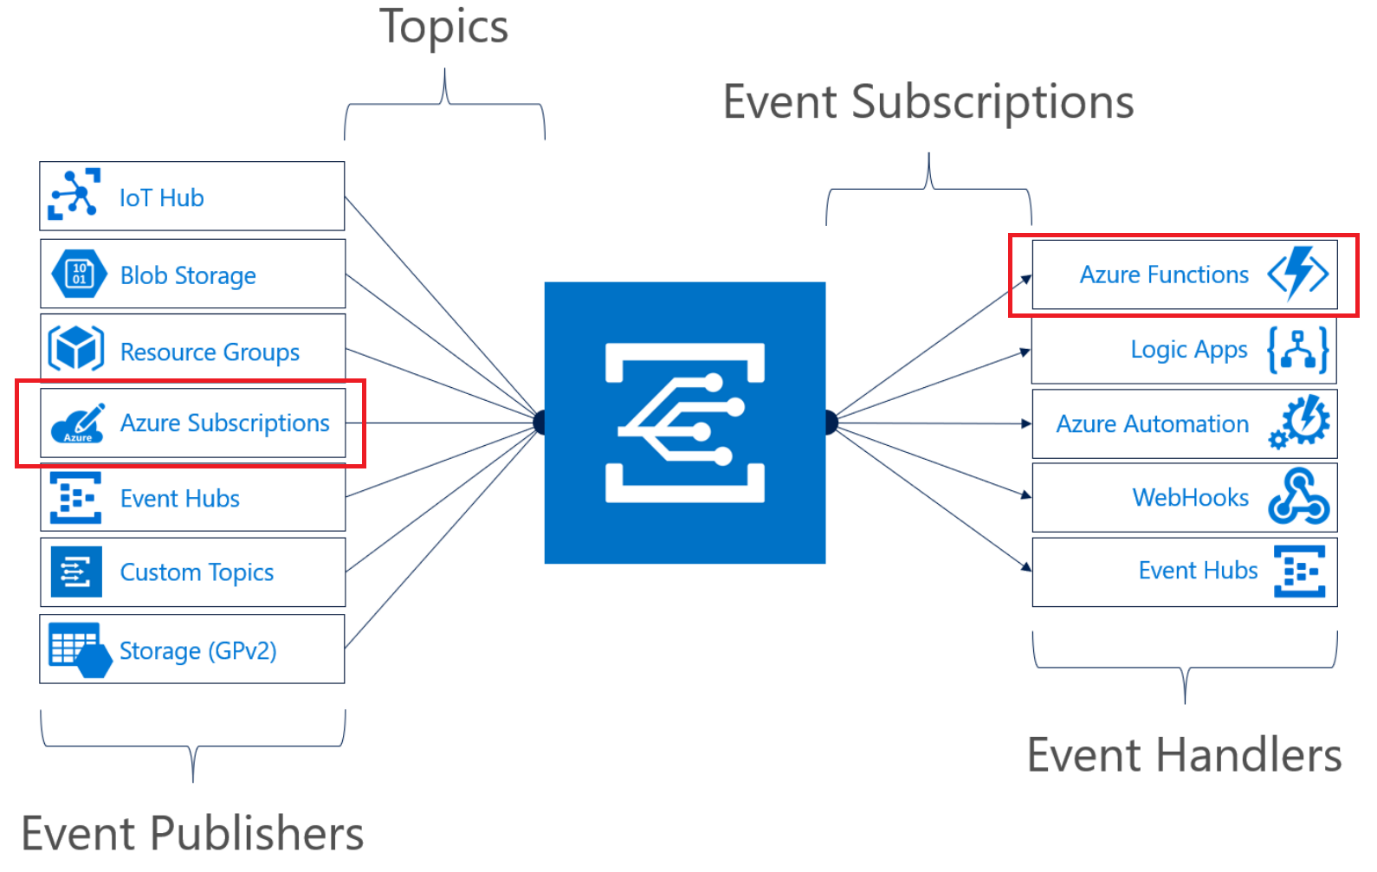 Topics
Event Subscriptions
IoT Hub
Blob Storage
10
01
Resource Groups
Azure Subscriptions
Azure
Event Hubs
Custom Topics
Storage (GPv2)
Event Publishers
Azure Functions
Logic Apps
Azure Automation
WebHooks
Event Hubs
Event Handlers